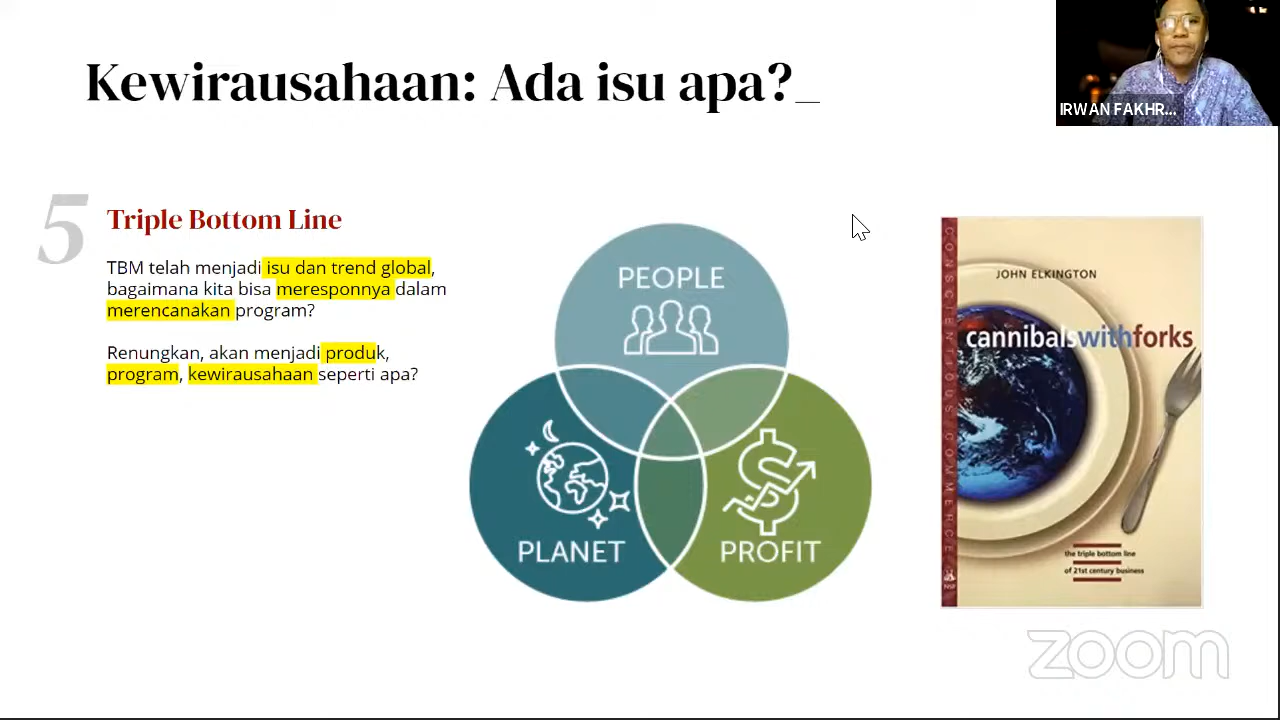 Kewirausahaan: Ada isu apa?_
IRWAN FAKHR...
5
Triple Bottom Line
TBM telah menjadi isu dan trend global,
bagaimana kita bisa meresponnya dalam
merencanakan program?
Renungkan, akan menjadi produk,
program, kewirausahaan seperti apa?
PEOPLE
PLANET
PROFIT
CONSCIENTIOUS COMMERCE
JOHN ELKINGTON
cannibalswithforks
the triple bottom line
of 21st century business
zoom